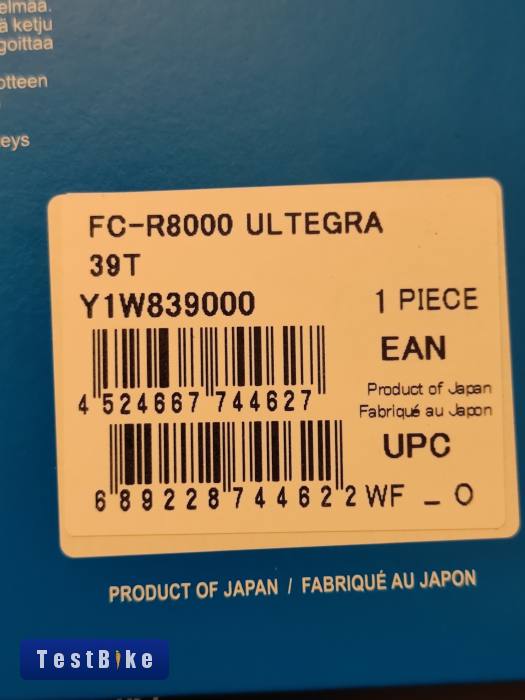 elmää.
ä ketju
goittaa
otteen
eys
FC-R8000 ULTEGRA
39T
Y1W839000 1 PIECE
EAN
4 524667 744627
Product of Japan
Fabriqué au Japon
UPC
6 89228 74462 2 WF _ O
PRODUCT OF JAPAN / FABRIQUÉ AU JAPON
TestBike